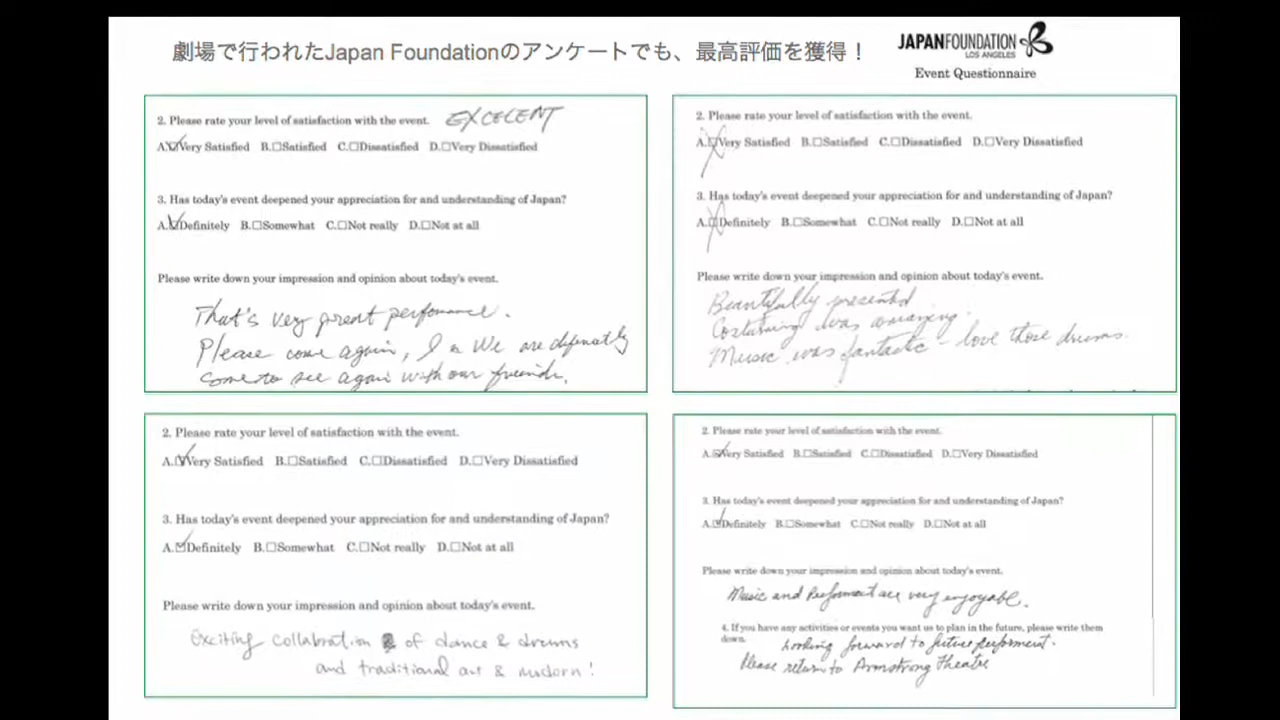 劇場で行われたJapan Foundationのアンケートでも、最高評価を獲得！
JAPANFOUNDATION
LOS ANGELES
Event Questionnaire
2. Please rate your level of satisfaction with the event. EXCELENT
A.☑Very Satisfied B.☐Satisfied C.☐Dissatisfied D.☐Very Dissatisfied
3. Has today's event deepened your appreciation for and understanding of Japan?
A.☑Definitely B.☐Somewhat C.☐Not really D.☐Not at all
Please write down your impression and opinion about today's event.
That's very great perfomance.
Please come again, I n We are definatly
come to see again with our friends.
2. Please rate your level of satisfaction with the event.
A.☒Very Satisfied B.☐Satisfied C.☐Dissatisfied D.☐Very Dissatisfied
3. Has today's event deepened your appreciation for and understanding of Japan?
A.☒Definitely B.☐Somewhat C.☐Not really D.☐Not at all
Please write down your impression and opinion about today's event.
Beautifully presented
Costuming was amazing.
Music was fantastic - love those drums.
2. Please rate your level of satisfaction with the event.
A.☑Very Satisfied B.☐Satisfied C.☐Dissatisfied D.☐Very Dissatisfied
3. Has today's event deepened your appreciation for and understanding of Japan?
A.☑Definitely B.☐Somewhat C.☐Not really D.☐Not at all
Please write down your impression and opinion about today's event.
Exciting collabration of dance & drums
and traditional art & modorn!
2. Please rate your level of satisfaction with the event.
A.☑Very Satisfied B.☐Satisfied C.☐Dissatisfied D.☐Very Dissatisfied
3. Has today's event deepened your appreciation for and understanding of Japan?
A.☑Definitely B.☐Somewhat C.☐Not really D.☐Not at all
Please write down your impression and opinion about today's event.
Music and Performent are very enjoyable.
4. If you have any activities or events you want us to plan in the future, please write them
down.
Looking forward to future performent.
Please return to Armstrong Theatre